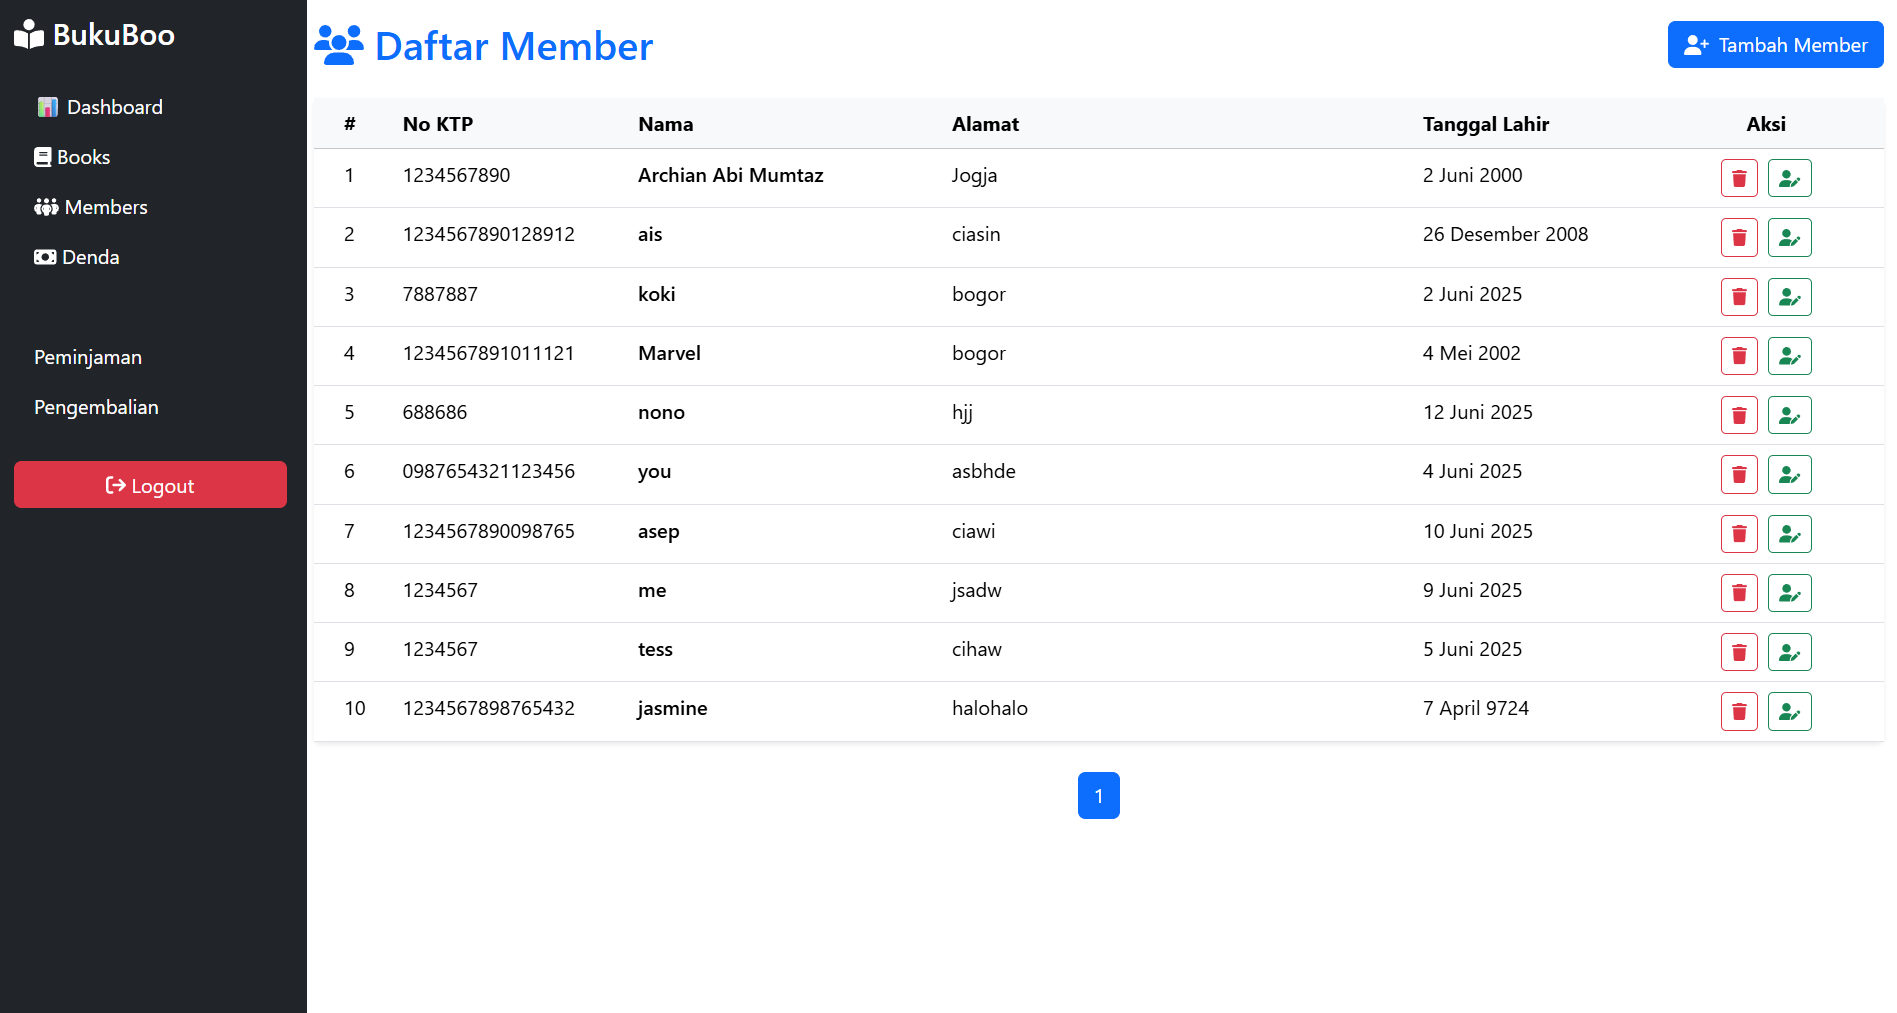 BukuBoo
Dashboard
Books
Members
Denda
Peminjaman
Pengembalian
Logout
Daftar Member
Tambah Member
# No KTP Nama Alamat Tanggal Lahir Aksi
1 1234567890 Archian Abi Mumtaz Jogja 2 Juni 2000
2 1234567890128912 ais ciasin 26 Desember 2008
3 7887887 koki bogor 2 Juni 2025
4 1234567891011121 Marvel bogor 4 Mei 2002
5 688686 nono hjj 12 Juni 2025
6 0987654321123456 you asbhde 4 Juni 2025
7 1234567890098765 asep ciawi 10 Juni 2025
8 1234567 me jsadw 9 Juni 2025
9 1234567 tess cihaw 5 Juni 2025
10 1234567898765432 jasmine halohalo 7 April 9724
1